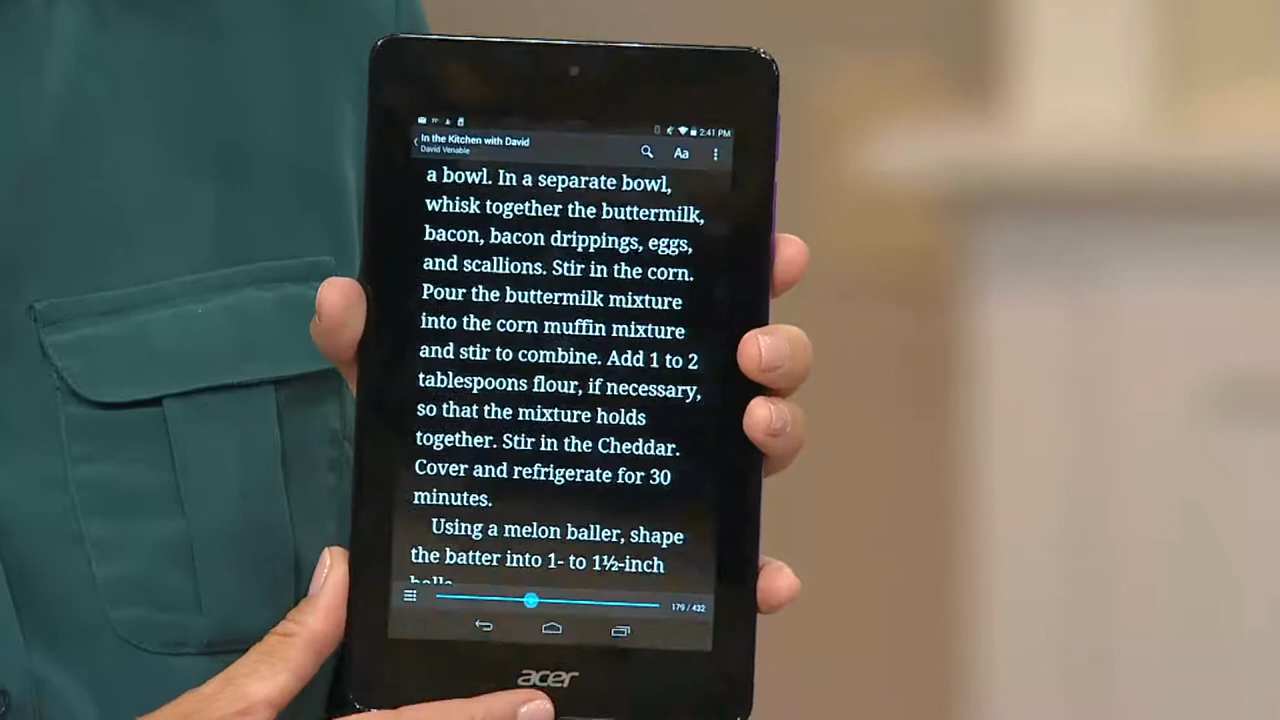 2:41 PM
In the Kitchen with David
David Venable
Aa
a bowl. In a separate bowl,
whisk together the buttermilk,
bacon, bacon drippings, eggs,
and scallions. Stir in the corn.
Pour the buttermilk mixture
into the corn muffin mixture
and stir to combine. Add 1 to 2
tablespoons flour, if necessary,
so that the mixture holds
together. Stir in the Cheddar.
Cover and refrigerate for 30
minutes.
Using a melon baller, shape
the batter into 1- to 1½-inch
balls
179 / 432
acer